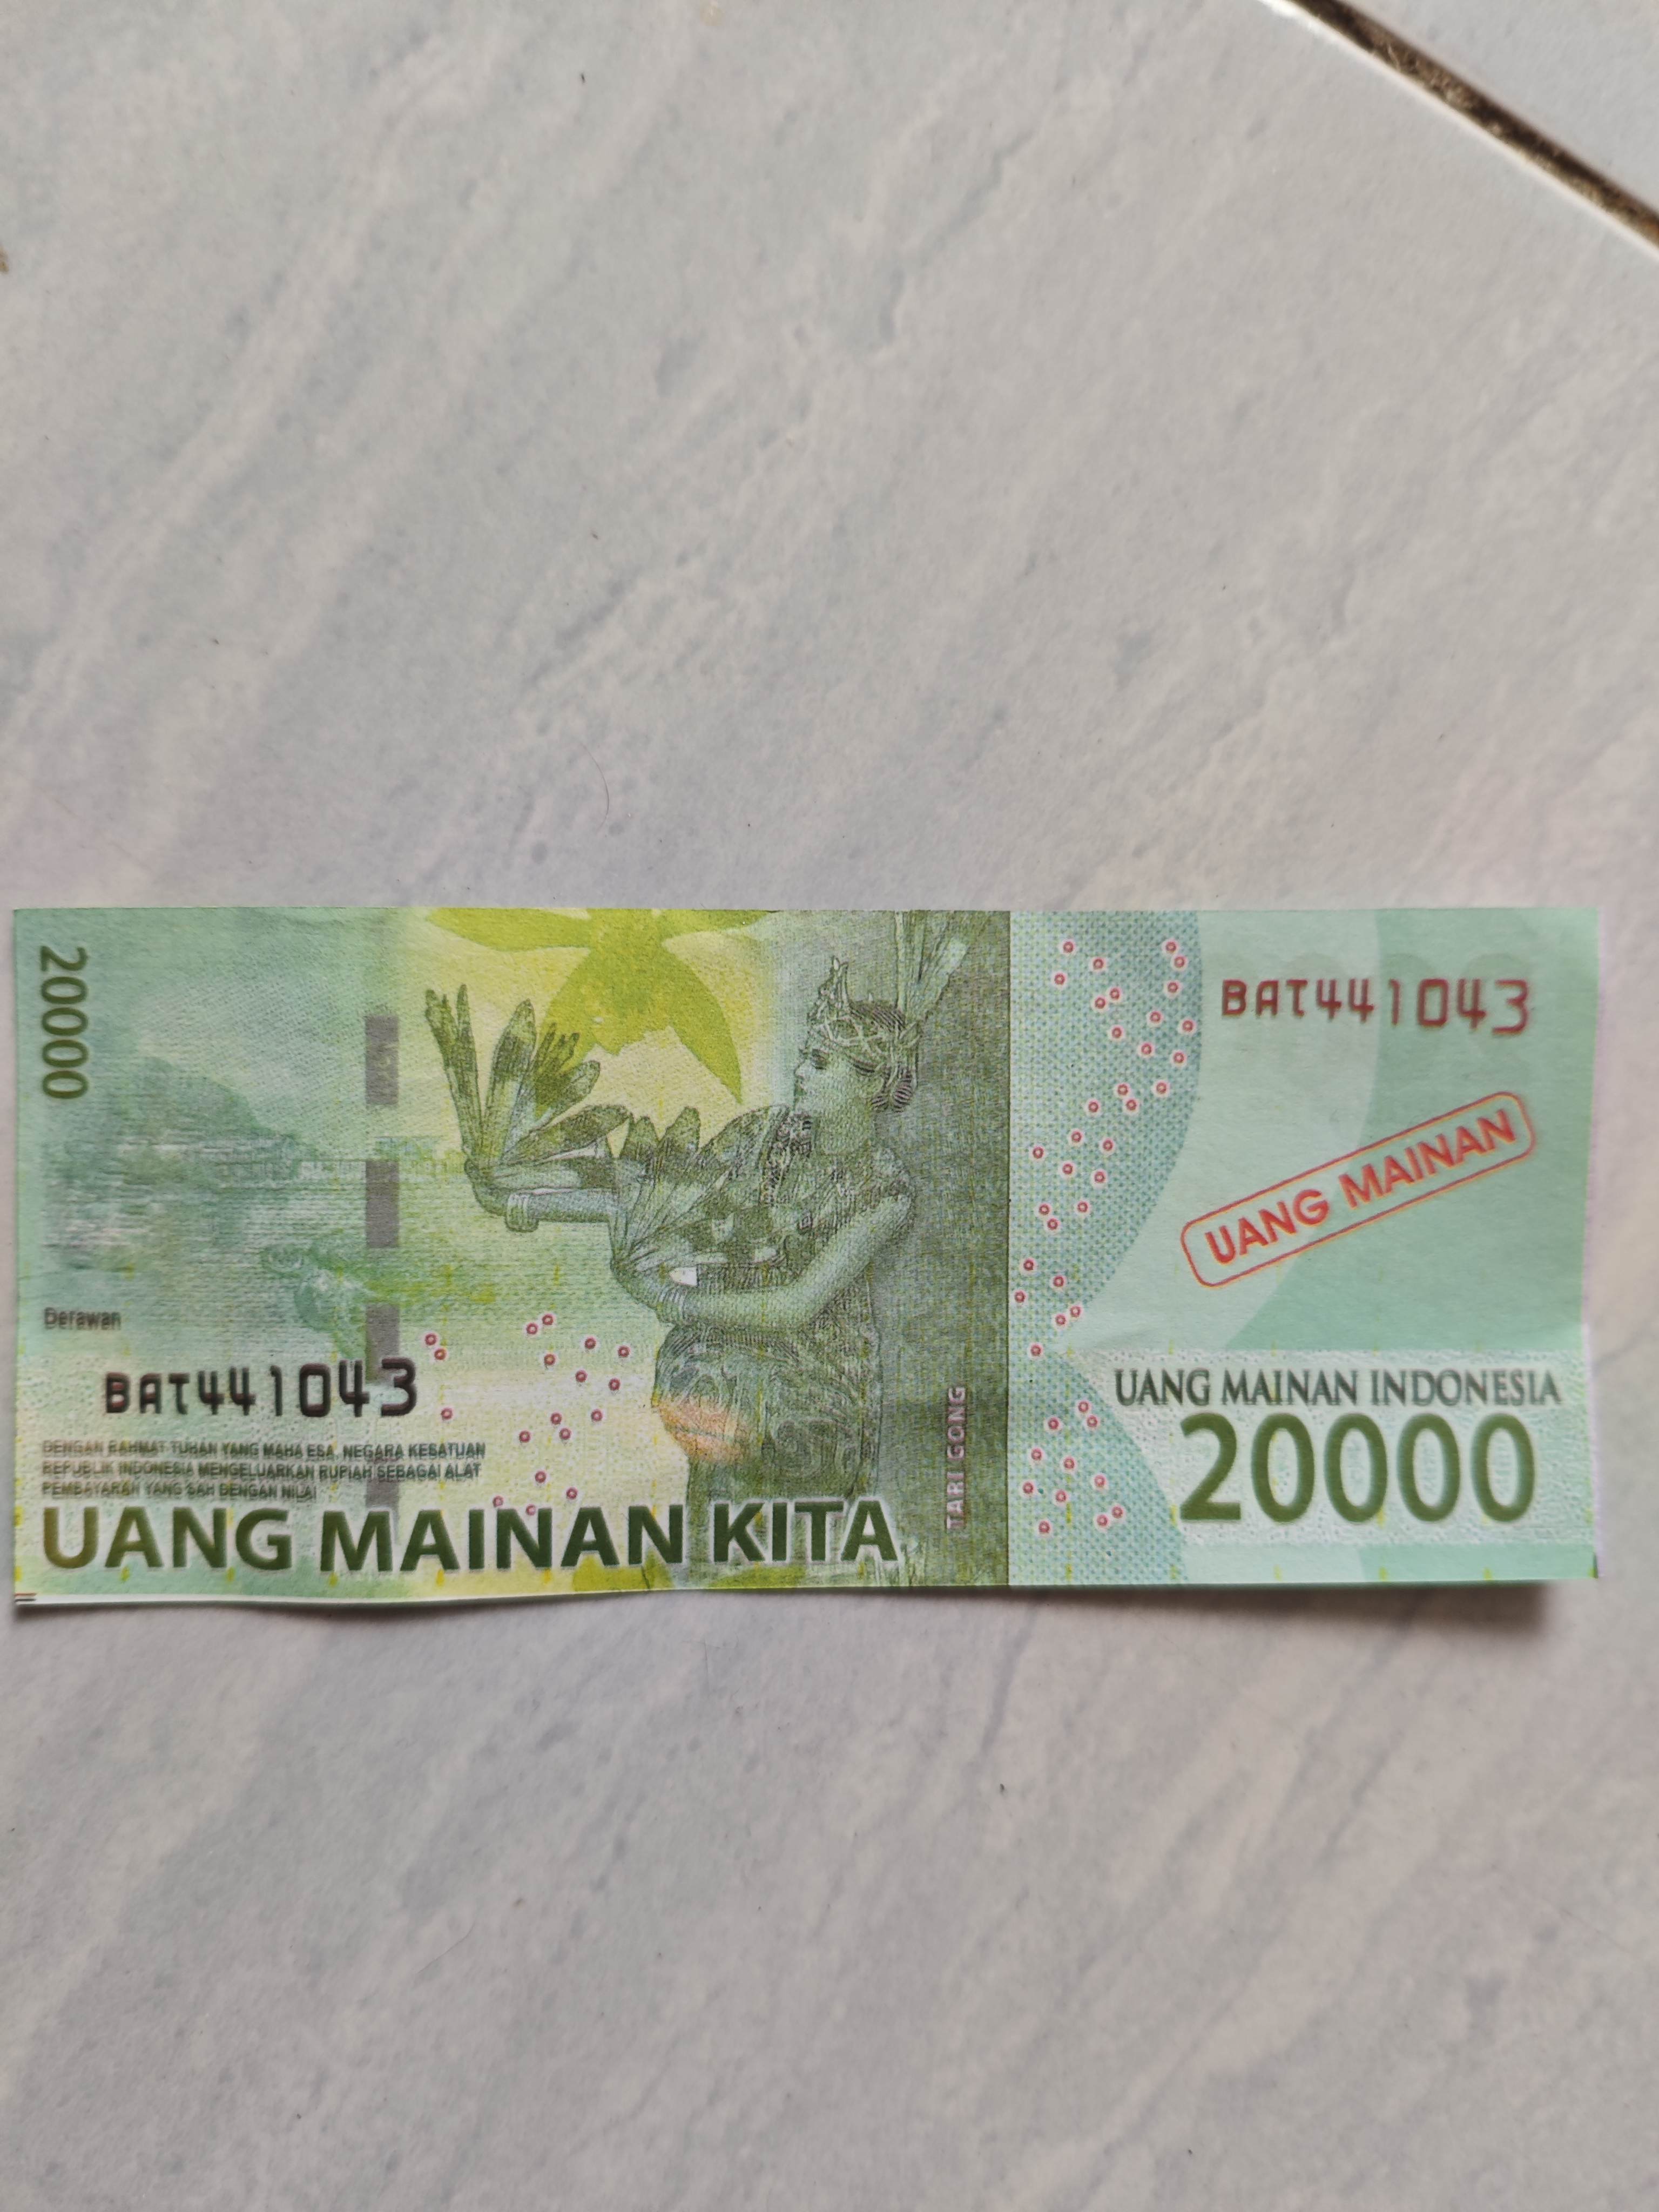 20000
BAT441043
UANG MAINAN
Derawan
BAT441043
DENGAN RAHMAT TUHAN YANG MAHA ESA, NEGARA KESATUAN
REPUBLIK INDONESIA MENGELUARKAN RUPIAH SEBAGAI ALAT
PEMBAYARAN YANG SAH DENGAN NILAI
UANG MAINAN KITA
TARI GONG
UANG MAINAN INDONESIA
20000